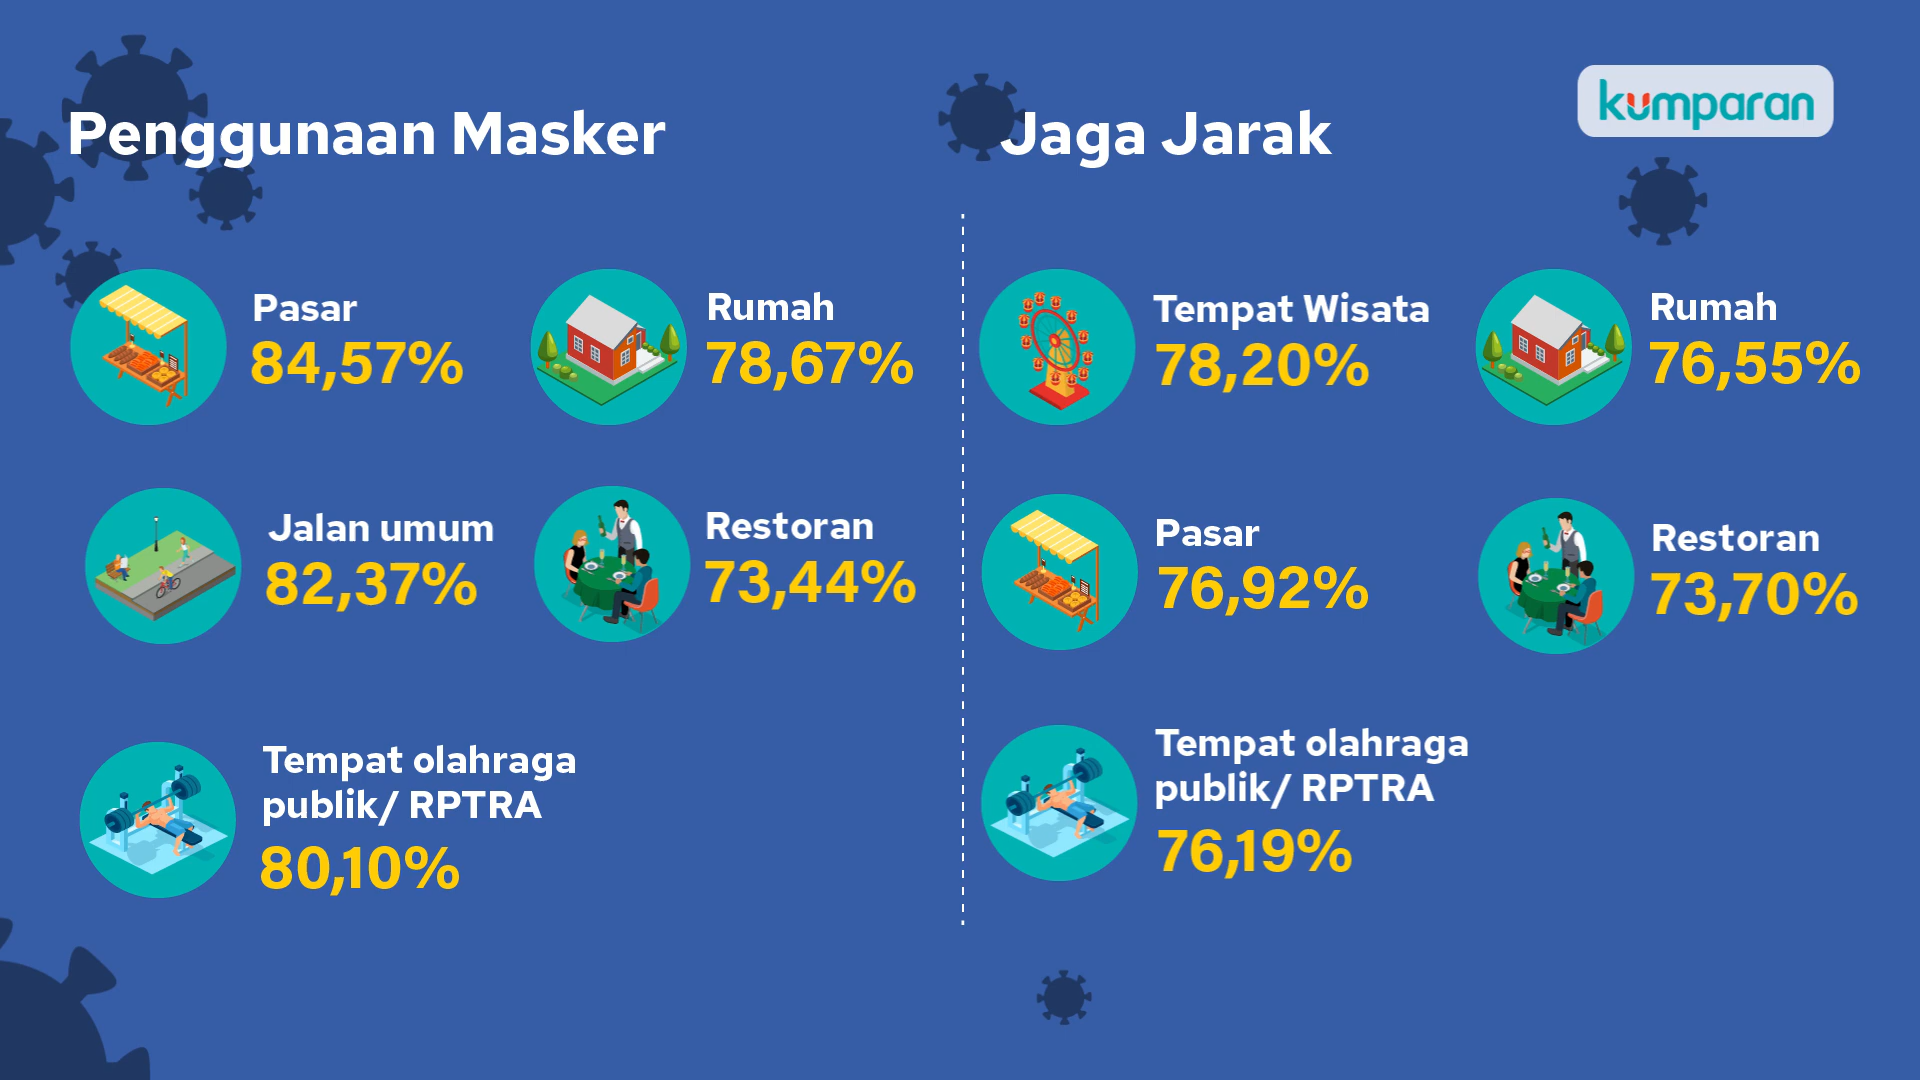 Penggunaan Masker
Pasar
84,57%
Rumah
78,67%
Jalan umum
82,37%
Restoran
73,44%
Tempat olahraga
publik/ RPTRA
80,10%
Jaga Jarak
kumparan
Tempat Wisata
78,20%
Rumah
76,55%
Pasar
76,92%
Restoran
73,70%
Tempat olahraga
publik/ RPTRA
76,19%